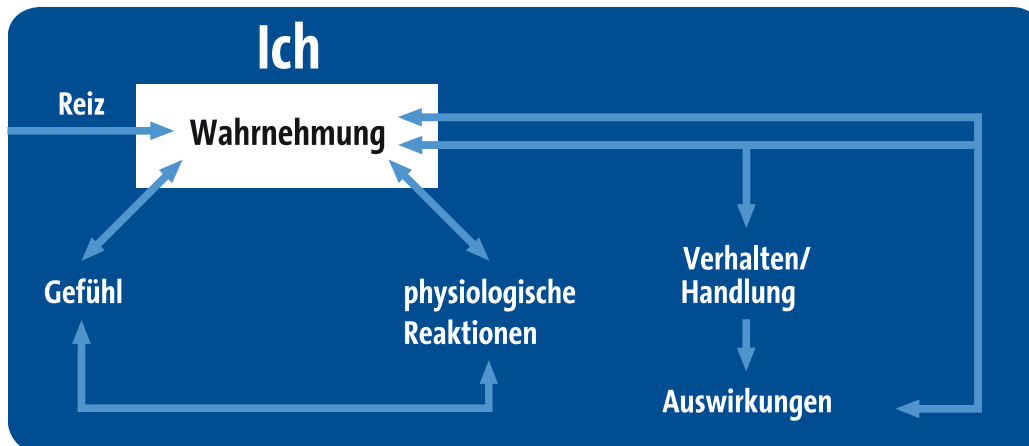 Ich
Reiz
Wahrnehmung
Gefühl
physiologische
Reaktionen
Verhalten/
Handlung
Auswirkungen